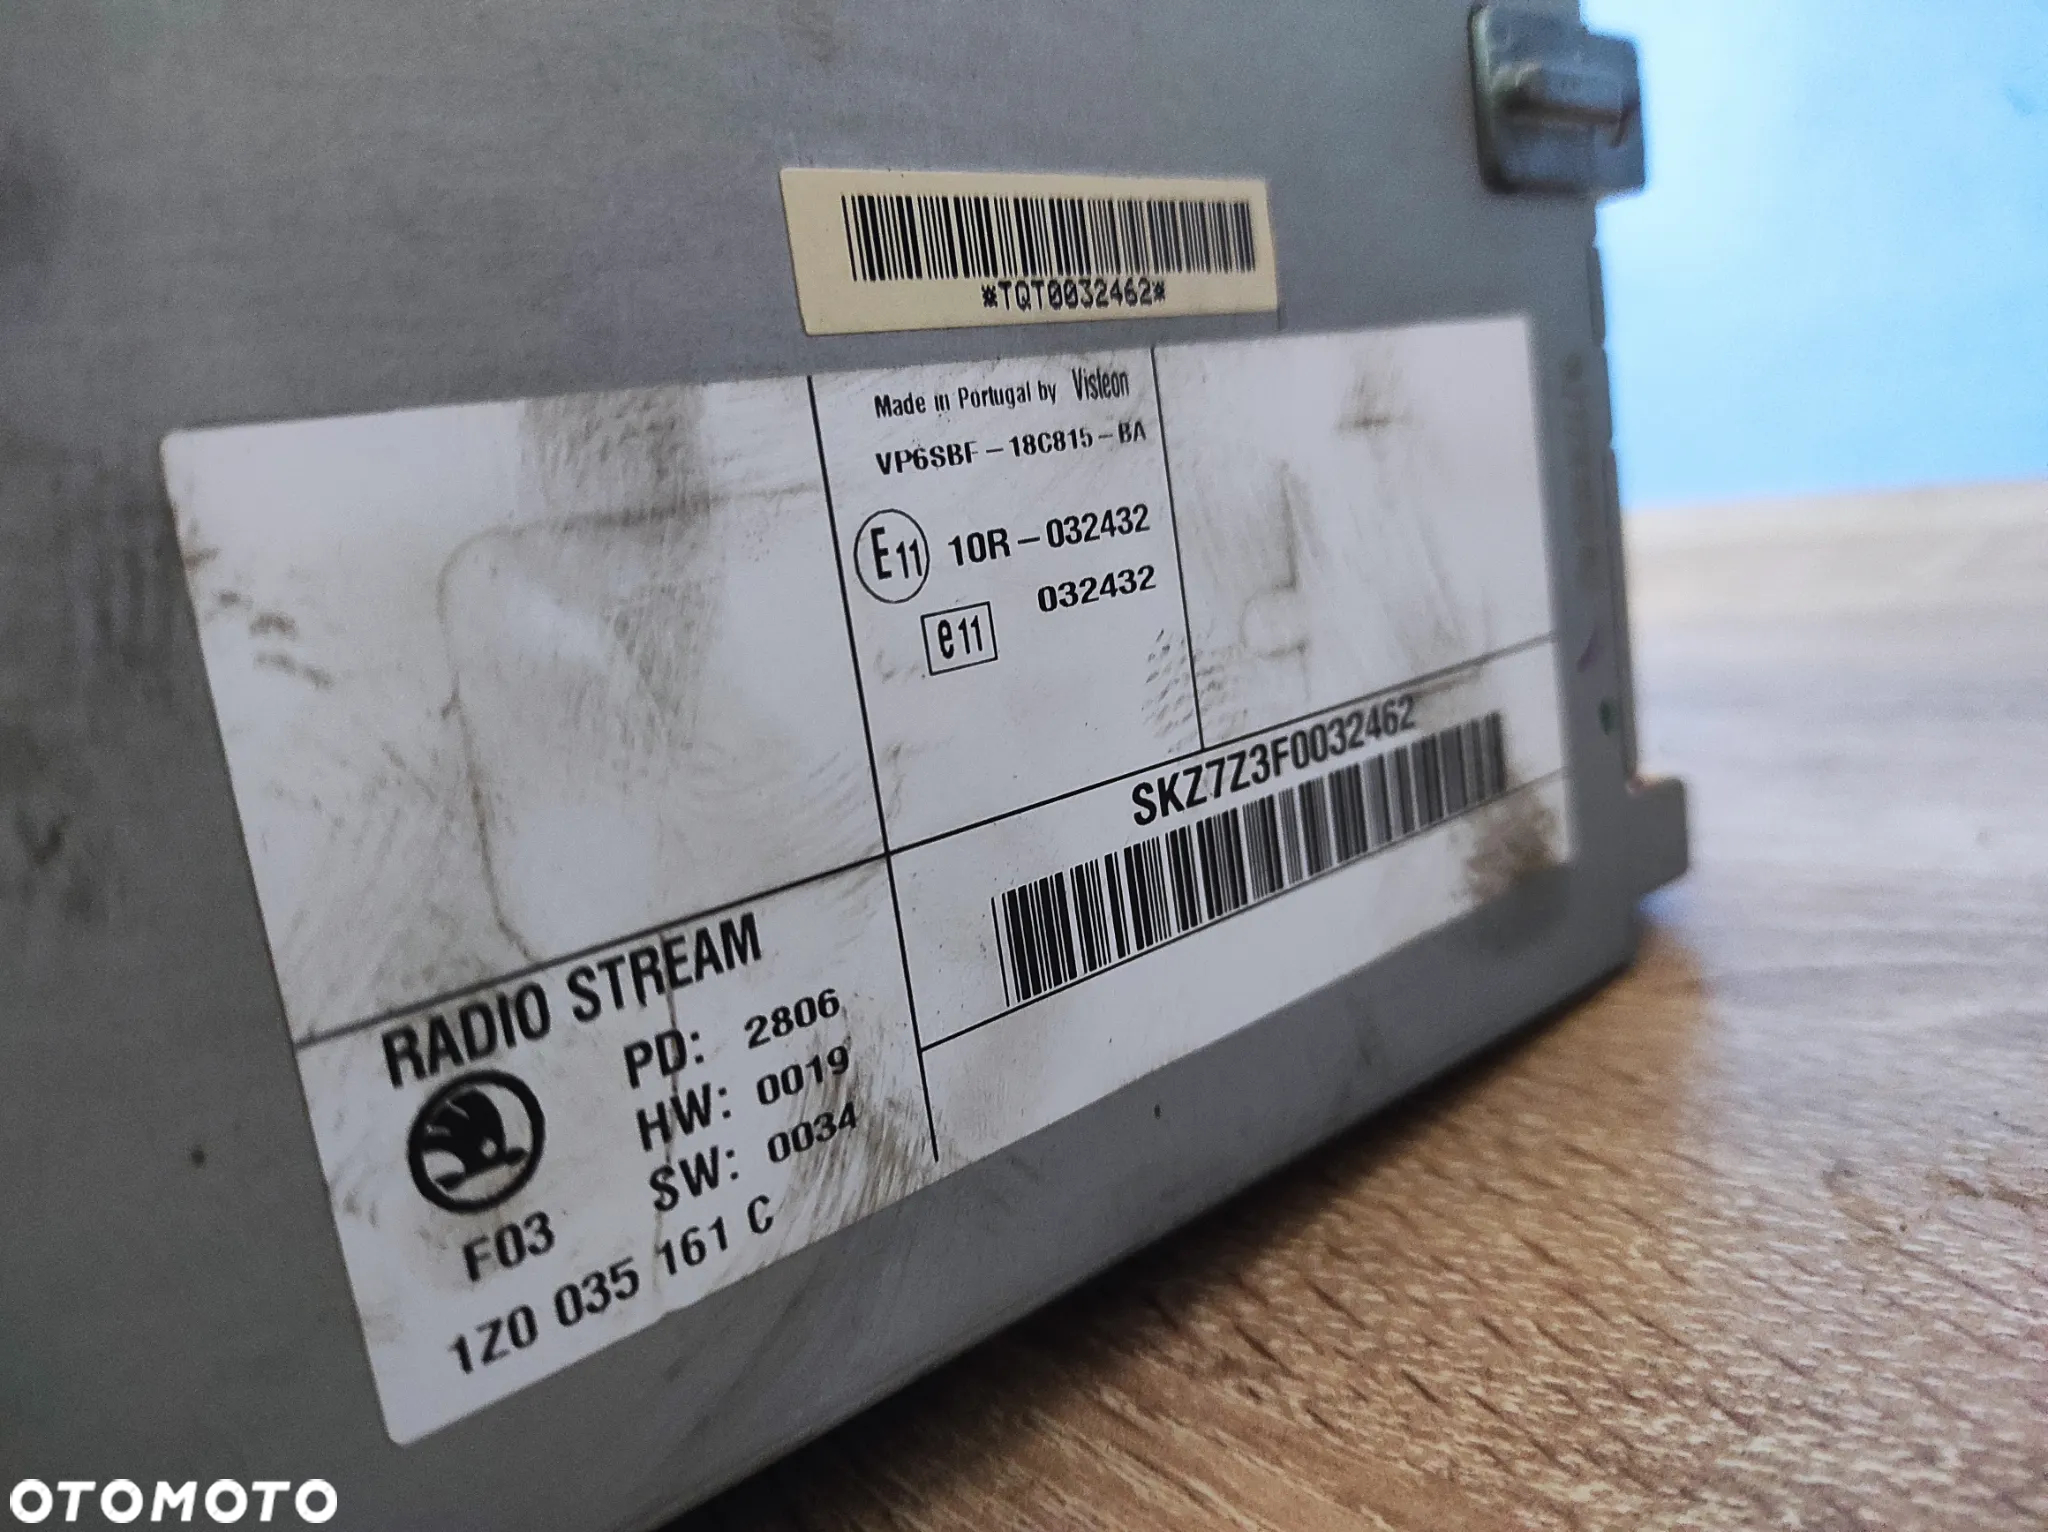 *TQT0032462*
Made in Portugal by Visteon
VP6SBF-18C815-BA
E11 10R-032432
e11 032432
SKZ7Z3F0032462
RADIO STREAM
PD: 2806
HW: 0019
SW: 0034
F03
1Z0 035 161 C
OTOMOTO